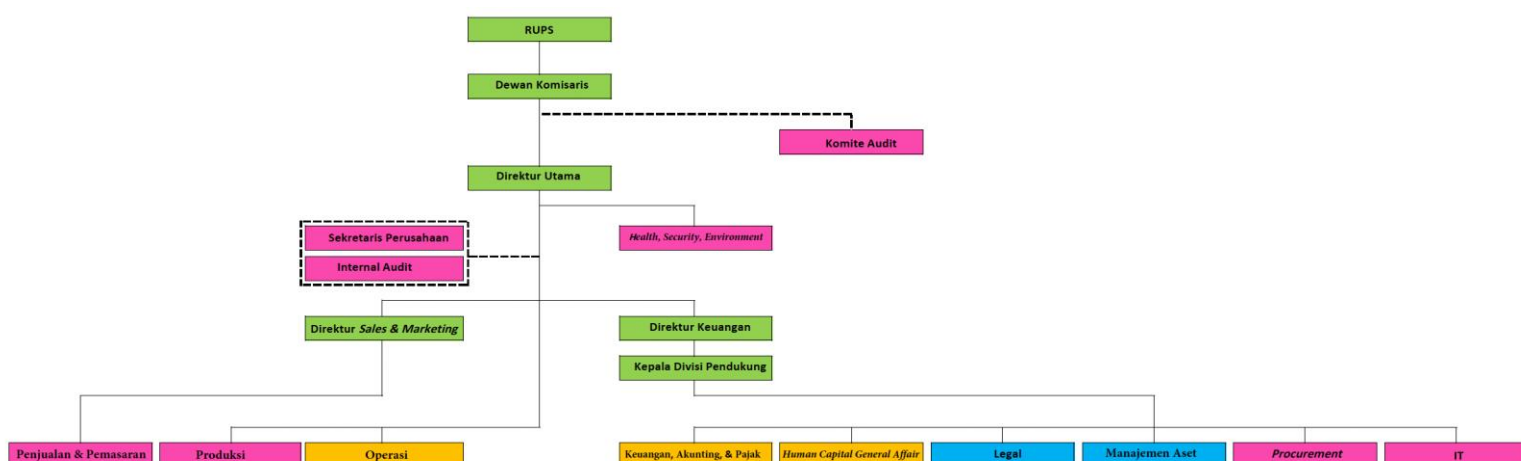 RUPS
Dewan Komisaris
Komite Audit
Direktur Utama
Sekretaris Perusahaan
Health, Security, Environment
Internal Audit
Direktur Sales & Marketing
Direktur Keuangan
Kepala Divisi Pendukung
Penjualan & Pemasaran
Produksi
Operasi
Keuangan, Akunting, & Pajak
Human Capital General Affair
Legal
Manajemen Aset
Procurement
IT